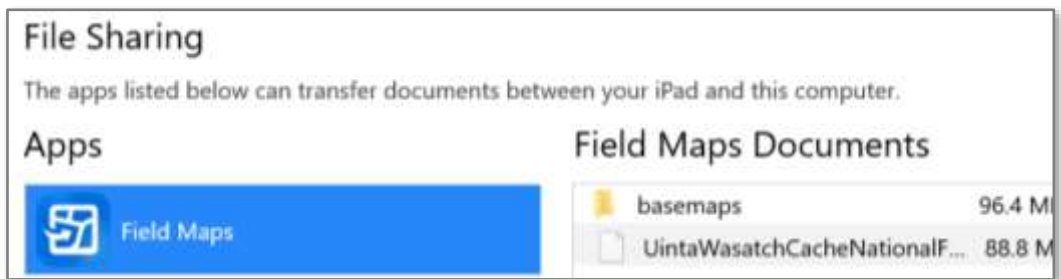 File Sharing
The apps listed below can transfer documents between your iPad and this computer.
Apps
Field Maps Documents
Field Maps
basemaps 96.4 M
UintaWasatchCacheNationalF... 88.8 M